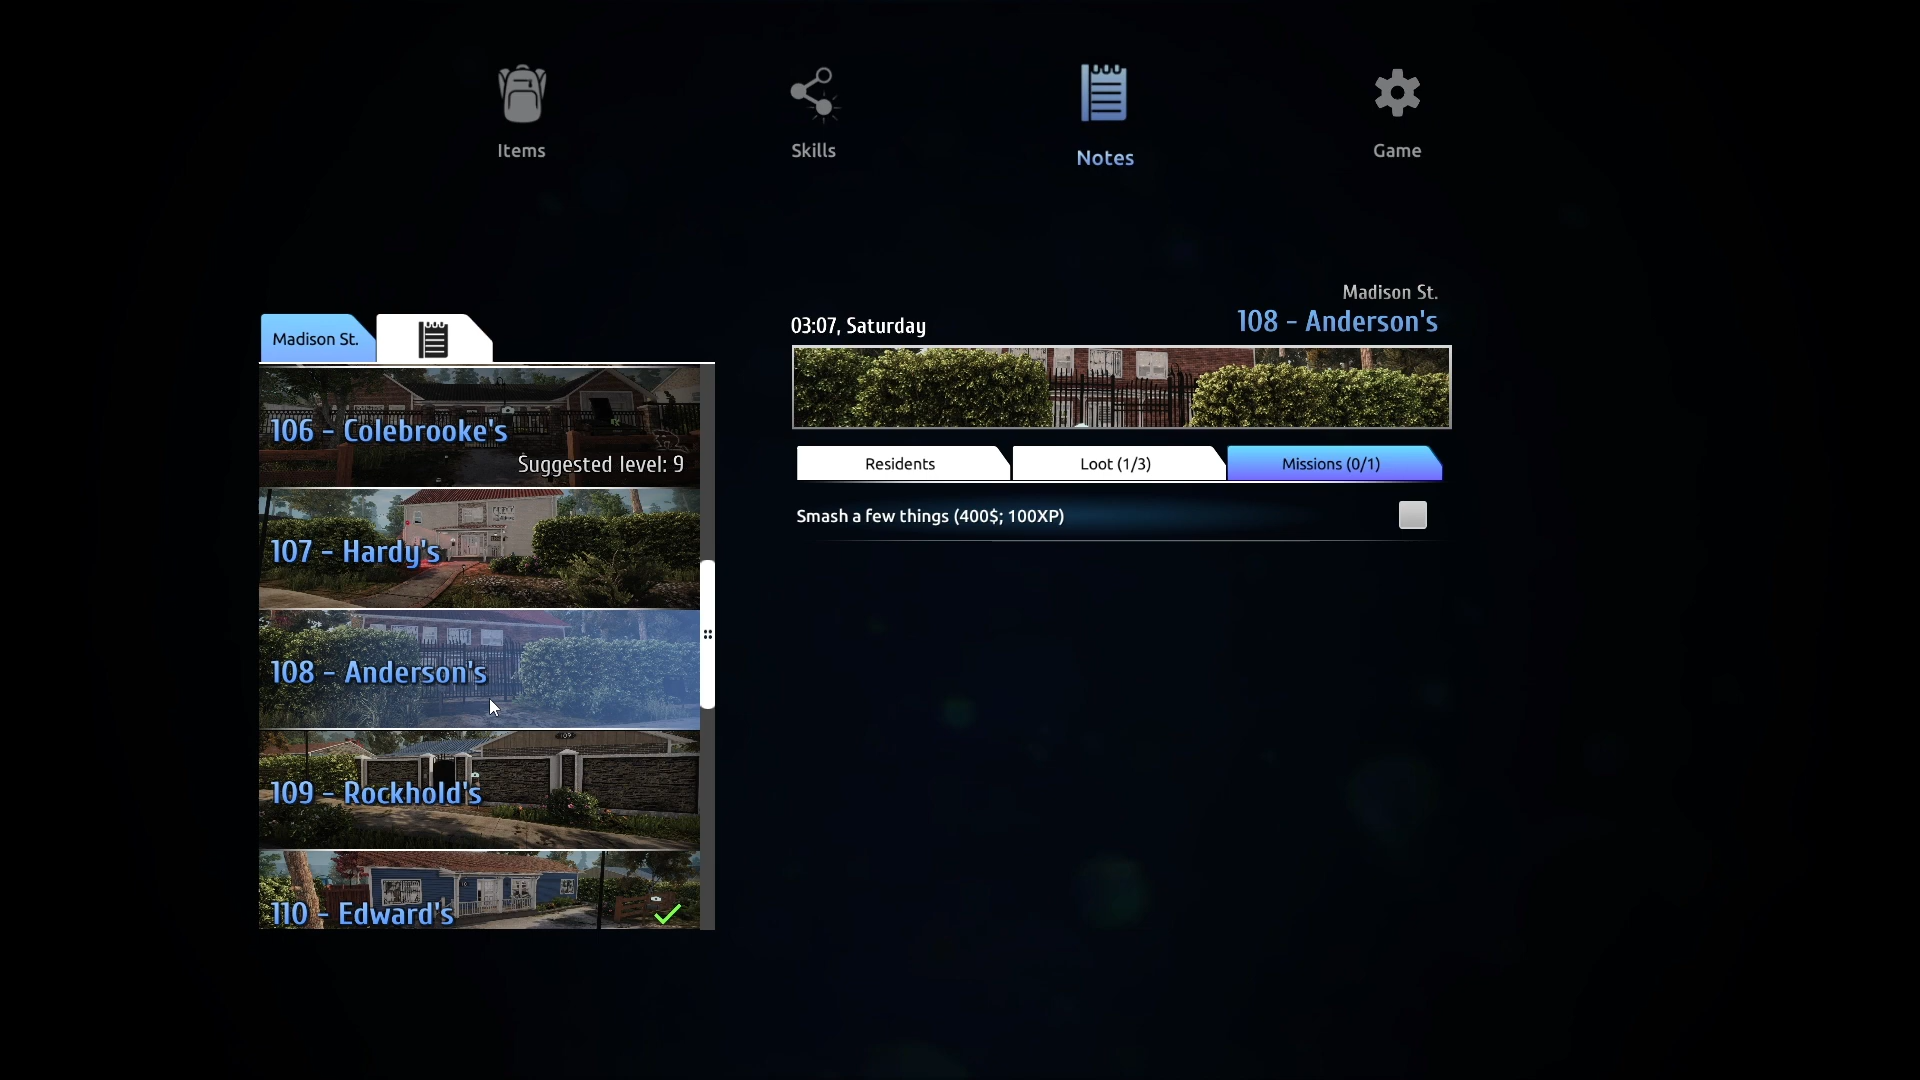 Items
Skills
Notes
Game
Madison St.
106 - Colebrooke's
Suggested level: 9
107 - Hardy's
108 - Anderson's
109 - Rockhold's
110 - Edward's
Madison St.
03:07, Saturday
108 - Anderson's
Residents
Loot (1/3)
Missions (0/1)
Smash a few things (400$; 100XP)